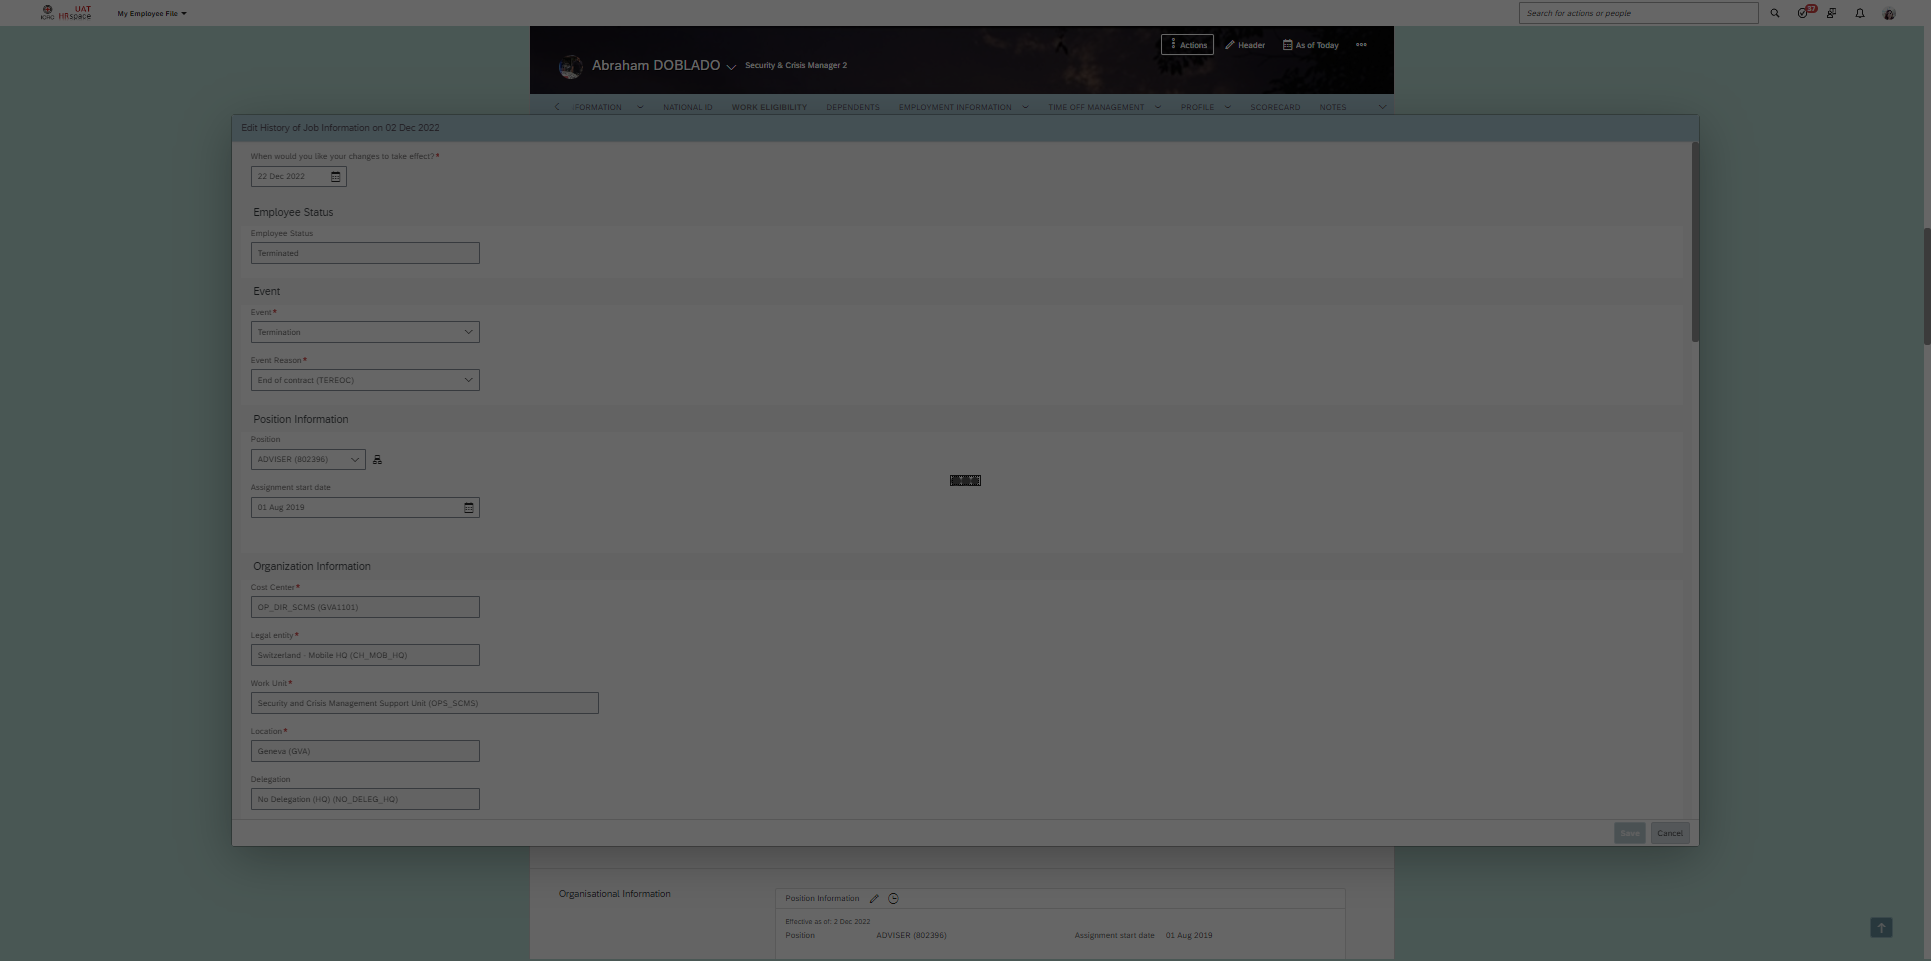 ICRC
UAT
HRspace
My Employee File
Search for actions or people
37
Actions
Header
As of Today
Abraham DOBLADO
Security & Crisis Manager 2
FORMATION
NATIONAL ID
WORK ELIGIBILITY
DEPENDENTS
EMPLOYMENT INFORMATION
TIME OFF MANAGEMENT
PROFILE
SCORECARD
NOTES
Edit History of Job Information on 02 Dec 2022
When would you like your changes to take effect?*
22 Dec 2022
Employee Status
Employee Status
Terminated
Event
Event*
Termination
Event Reason*
End of contract (TEREOC)
Position Information
Position
ADVISER (802396)
Assignment start date
01 Aug 2019
Organization Information
Cost Center*
OP_DIR_SCMS (GVA1101)
Legal entity*
Switzerland - Mobile HQ (CH_MOB_HQ)
Work Unit*
Security and Crisis Management Support Unit (OPS_SCMS)
Location*
Geneva (GVA)
Delegation
No Delegation (HQ) (NO_DELEG_HQ)
Save
Cancel
Organisational Information
Position Information
Effective as of: 2 Dec 2022
Position
ADVISER (802396)
Assignment start date
01 Aug 2019